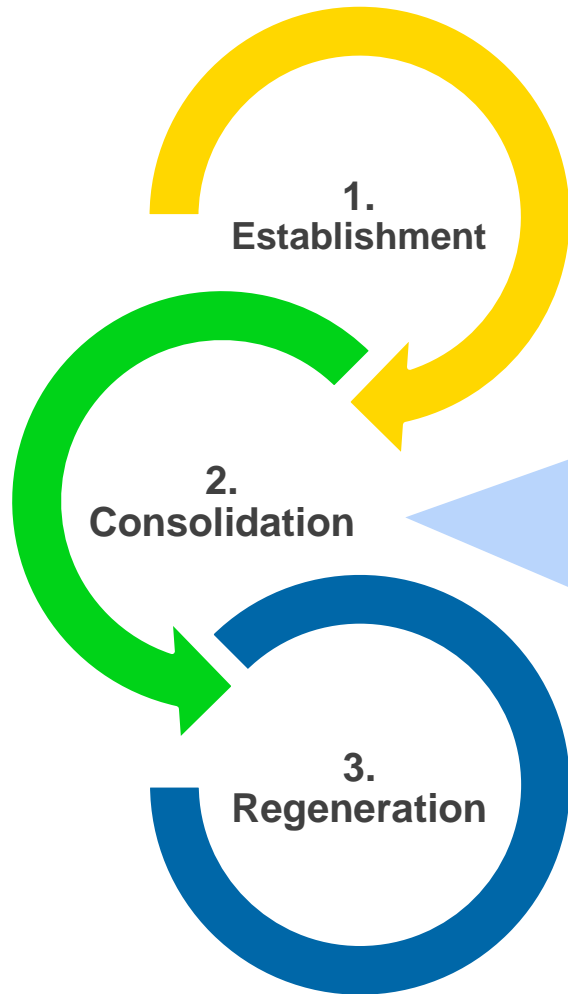 1.
Establishment
2.
Consolidation
3.
Regeneration